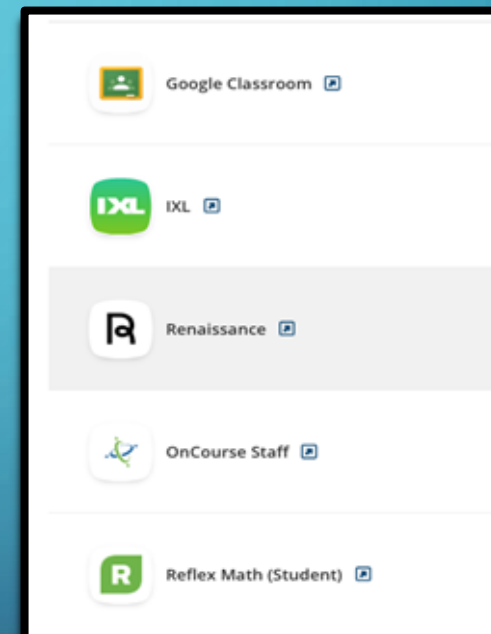 Google Classroom
IXL IXL
Renaissance
OnCourse Staff
R Reflex Math (Student)